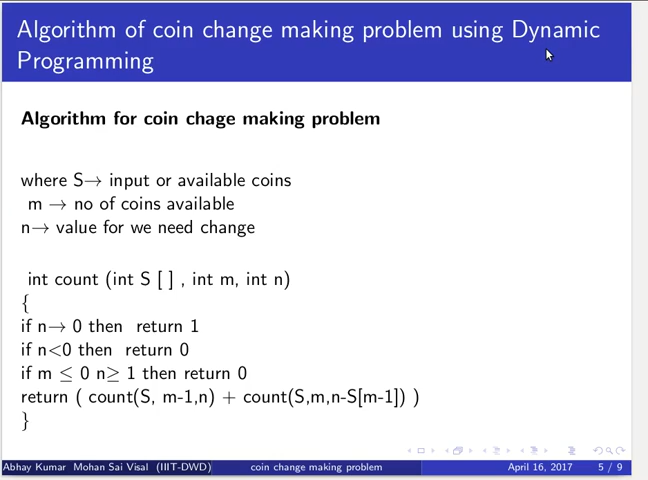 Algorithm of coin change making problem using Dynamic
Programming
Algorithm for coin chage making problem
where S→ input or available coins
m → no of coins available
n→ value for we need change
int count (int S [ ] , int m, int n)
{
if n→ 0 then return 1
if n<0 then return 0
if m ≤ 0 n≥ 1 then return 0
return ( count(S, m-1,n) + count(S,m,n-S[m-1]) )
}
Abhay Kumar Mohan Sai Visal (IIIT-DWD) coin change making problem April 16, 2017 5 / 9